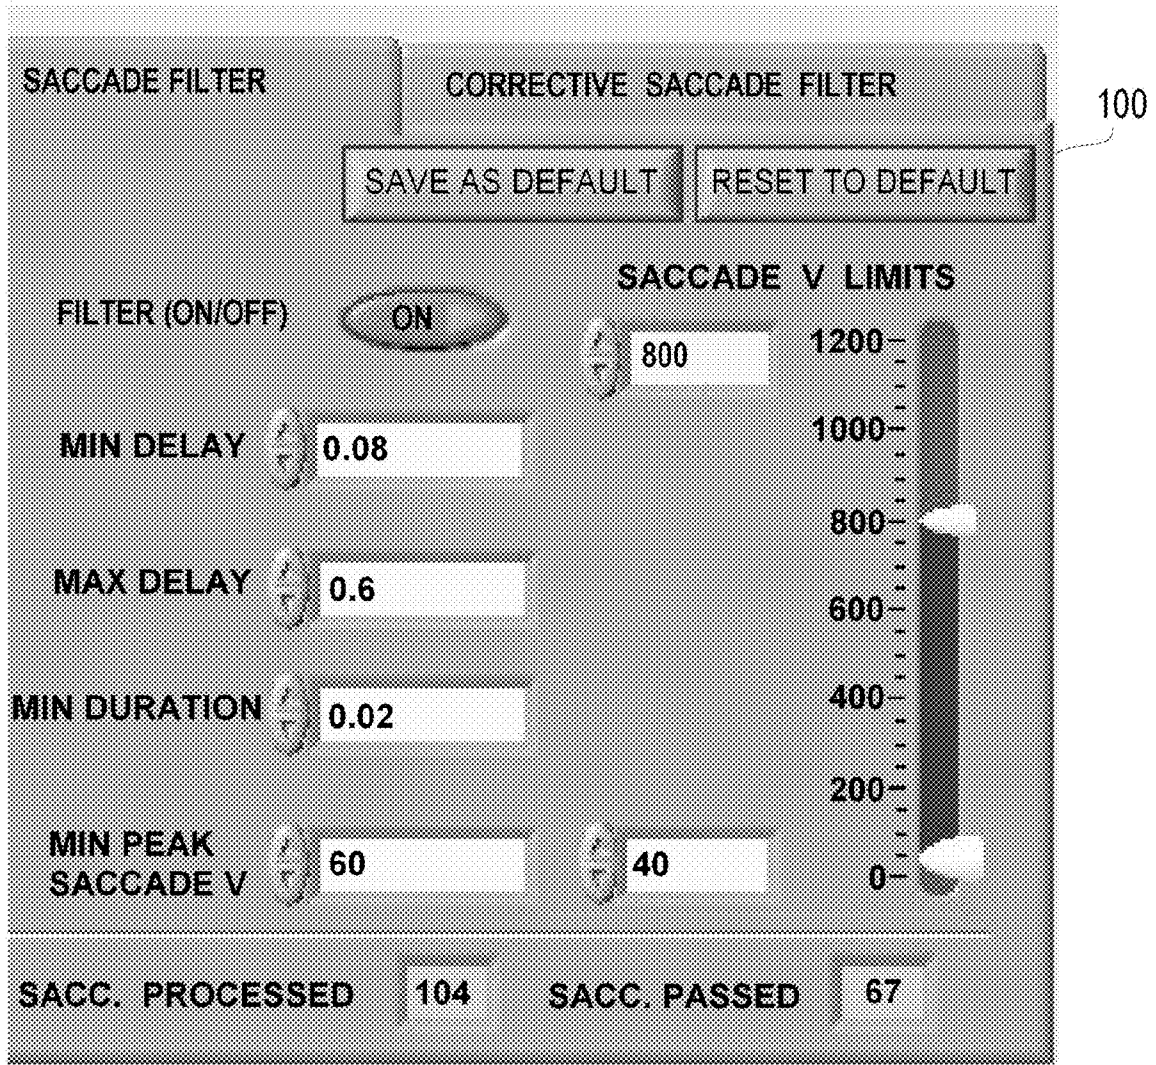 SACCADE FILTER
CORRECTIVE SACCADE FILTER
100
SAVE AS DEFAULT
RESET TO DEFAULT
SACCADE V LIMITS
FILTER (ON/OFF)
ON
800
1200
1000
800
600
400
200
0
MIN DELAY
0.08
MAX DELAY
0.6
MIN DURATION
0.02
MIN PEAK
SACCADE V
60
40
SACC. PROCESSED
104
SACC. PASSED
67